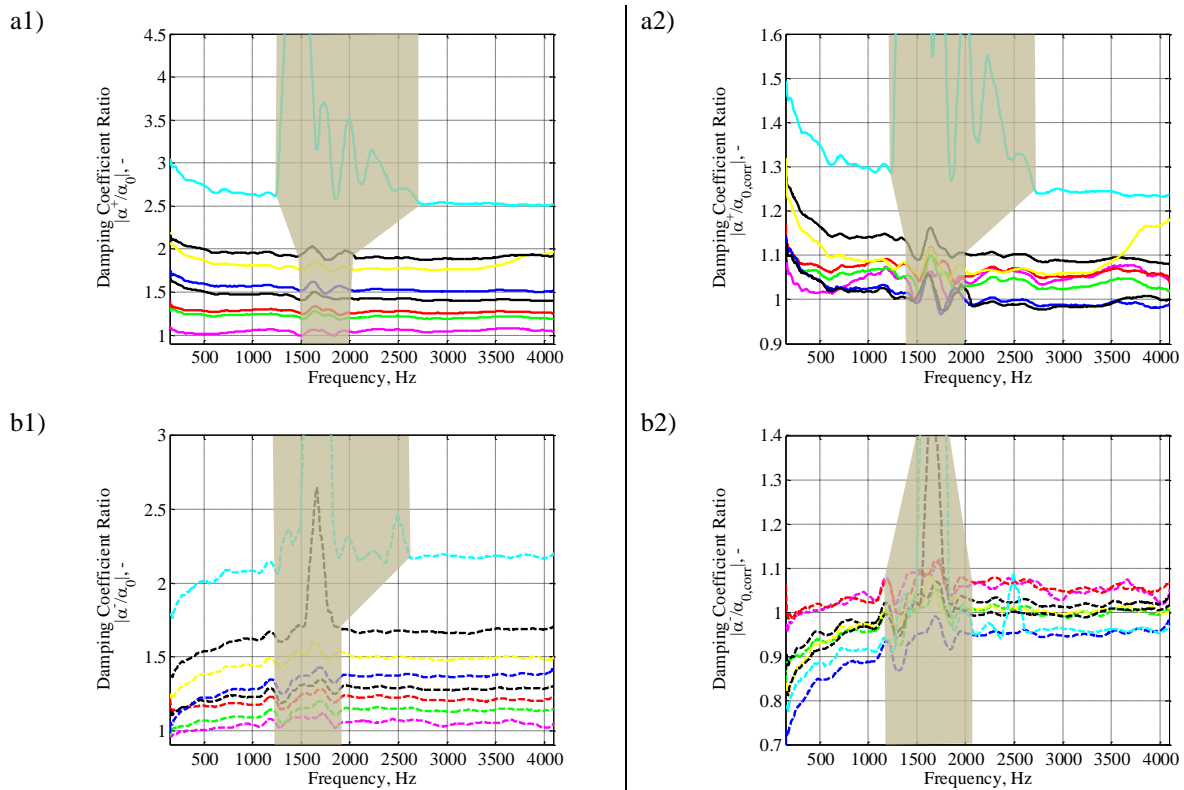 a1)
4.5
4
3.5
3
2.5
2
1.5
1
500 1000 1500 2000 2500 3000 3500 4000
Frequency, Hz
Damping Coefficient Ratio
|α⁺/α₀|, -
a2)
1.6
1.5
1.4
1.3
1.2
1.1
1
0.9
500 1000 1500 2000 2500 3000 3500 4000
Frequency, Hz
Damping Coefficient Ratio
|α⁺/α₀,corr|, -
b1)
3
2.5
2
1.5
1
500 1000 1500 2000 2500 3000 3500 4000
Frequency, Hz
Damping Coefficient Ratio
|α⁻/α₀|, -
b2)
1.4
1.3
1.2
1.1
1
0.9
0.8
0.7
500 1000 1500 2000 2500 3000 3500 4000
Frequency, Hz
Damping Coefficient Ratio
|α⁻/α₀,corr|, -